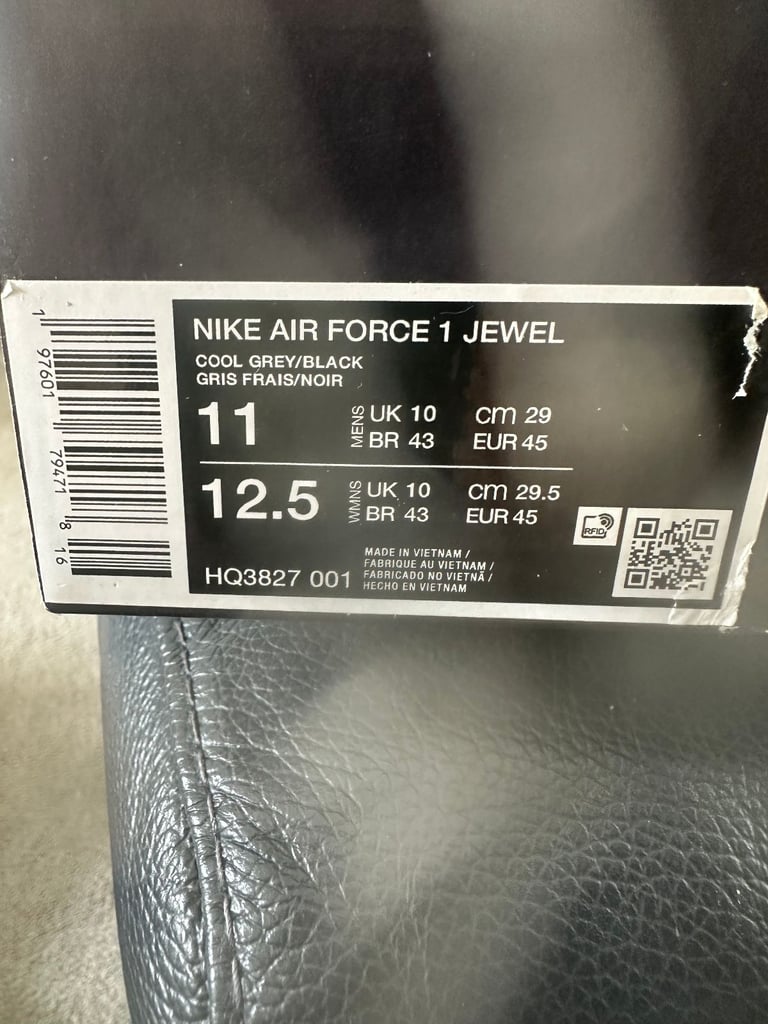 NIKE AIR FORCE 1 JEWEL
COOL GREY/BLACK
GRIS FRAIS/NOIR
11 MENS UK 10 CM 29
BR 43 EUR 45
12.5 WMNS UK 10 CM 29.5
BR 43 EUR 45
HQ3827 001
MADE IN VIETNAM /
FABRIQUE AU VIETNAM /
FABRICADO NO VIETNÃ /
HECHO EN VIETNAM
RFID
1 97601 79471 8 16